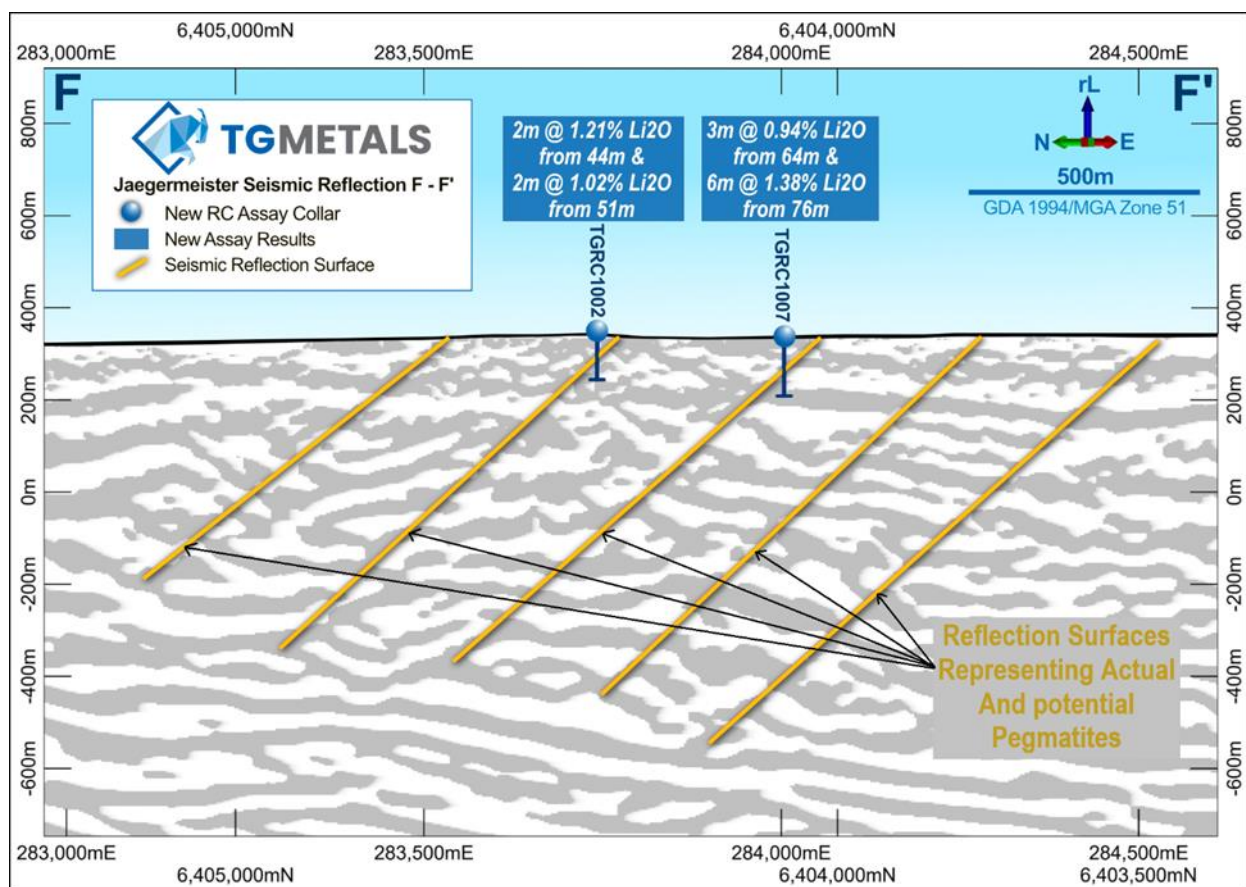 6,405,000mN 6,404,000mN
283,000mE 283,500mE 284,000mE 284,500mE
F
F'
800m
600m
400m
200m
0m
-200m
-400m
-600m
TGMETALS
Jaegermeister Seismic Reflection F - F'
New RC Assay Collar
New Assay Results
Seismic Reflection Surface
2m @ 1.21% Li2O
from 44m &
2m @ 1.02% Li2O
from 51m
TGRC1002
3m @ 0.94% Li2O
from 64m &
6m @ 1.38% Li2O
from 76m
TGRC1007
rL
N E
500m
GDA 1994/MGA Zone 51
800m
600m
400m
200m
0m
-200m
-400m
-600m
Reflection Surfaces
Representing Actual
And potential
Pegmatites
283,000mE 283,500mE 284,000mE 284,500mE
6,405,000mN 6,404,000mN 6,403,500mN